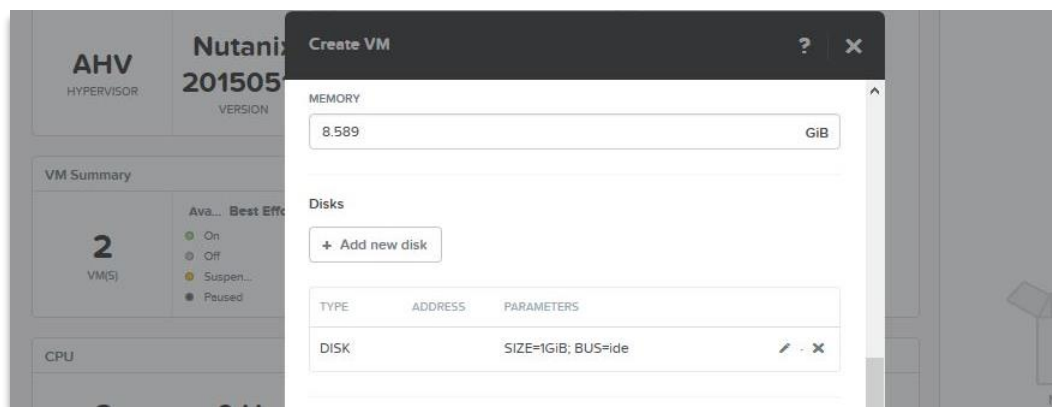 AHV
HYPERVISOR
Nutani
201505
VERSION
VM Summary
2
VM(S)
Ava... Best Effo
On
Off
Suspen...
Paused
CPU
Create VM
?
MEMORY
8.589 GiB
Disks
+ Add new disk
TYPE ADDRESS PARAMETERS
DISK SIZE=1GiB; BUS=ide